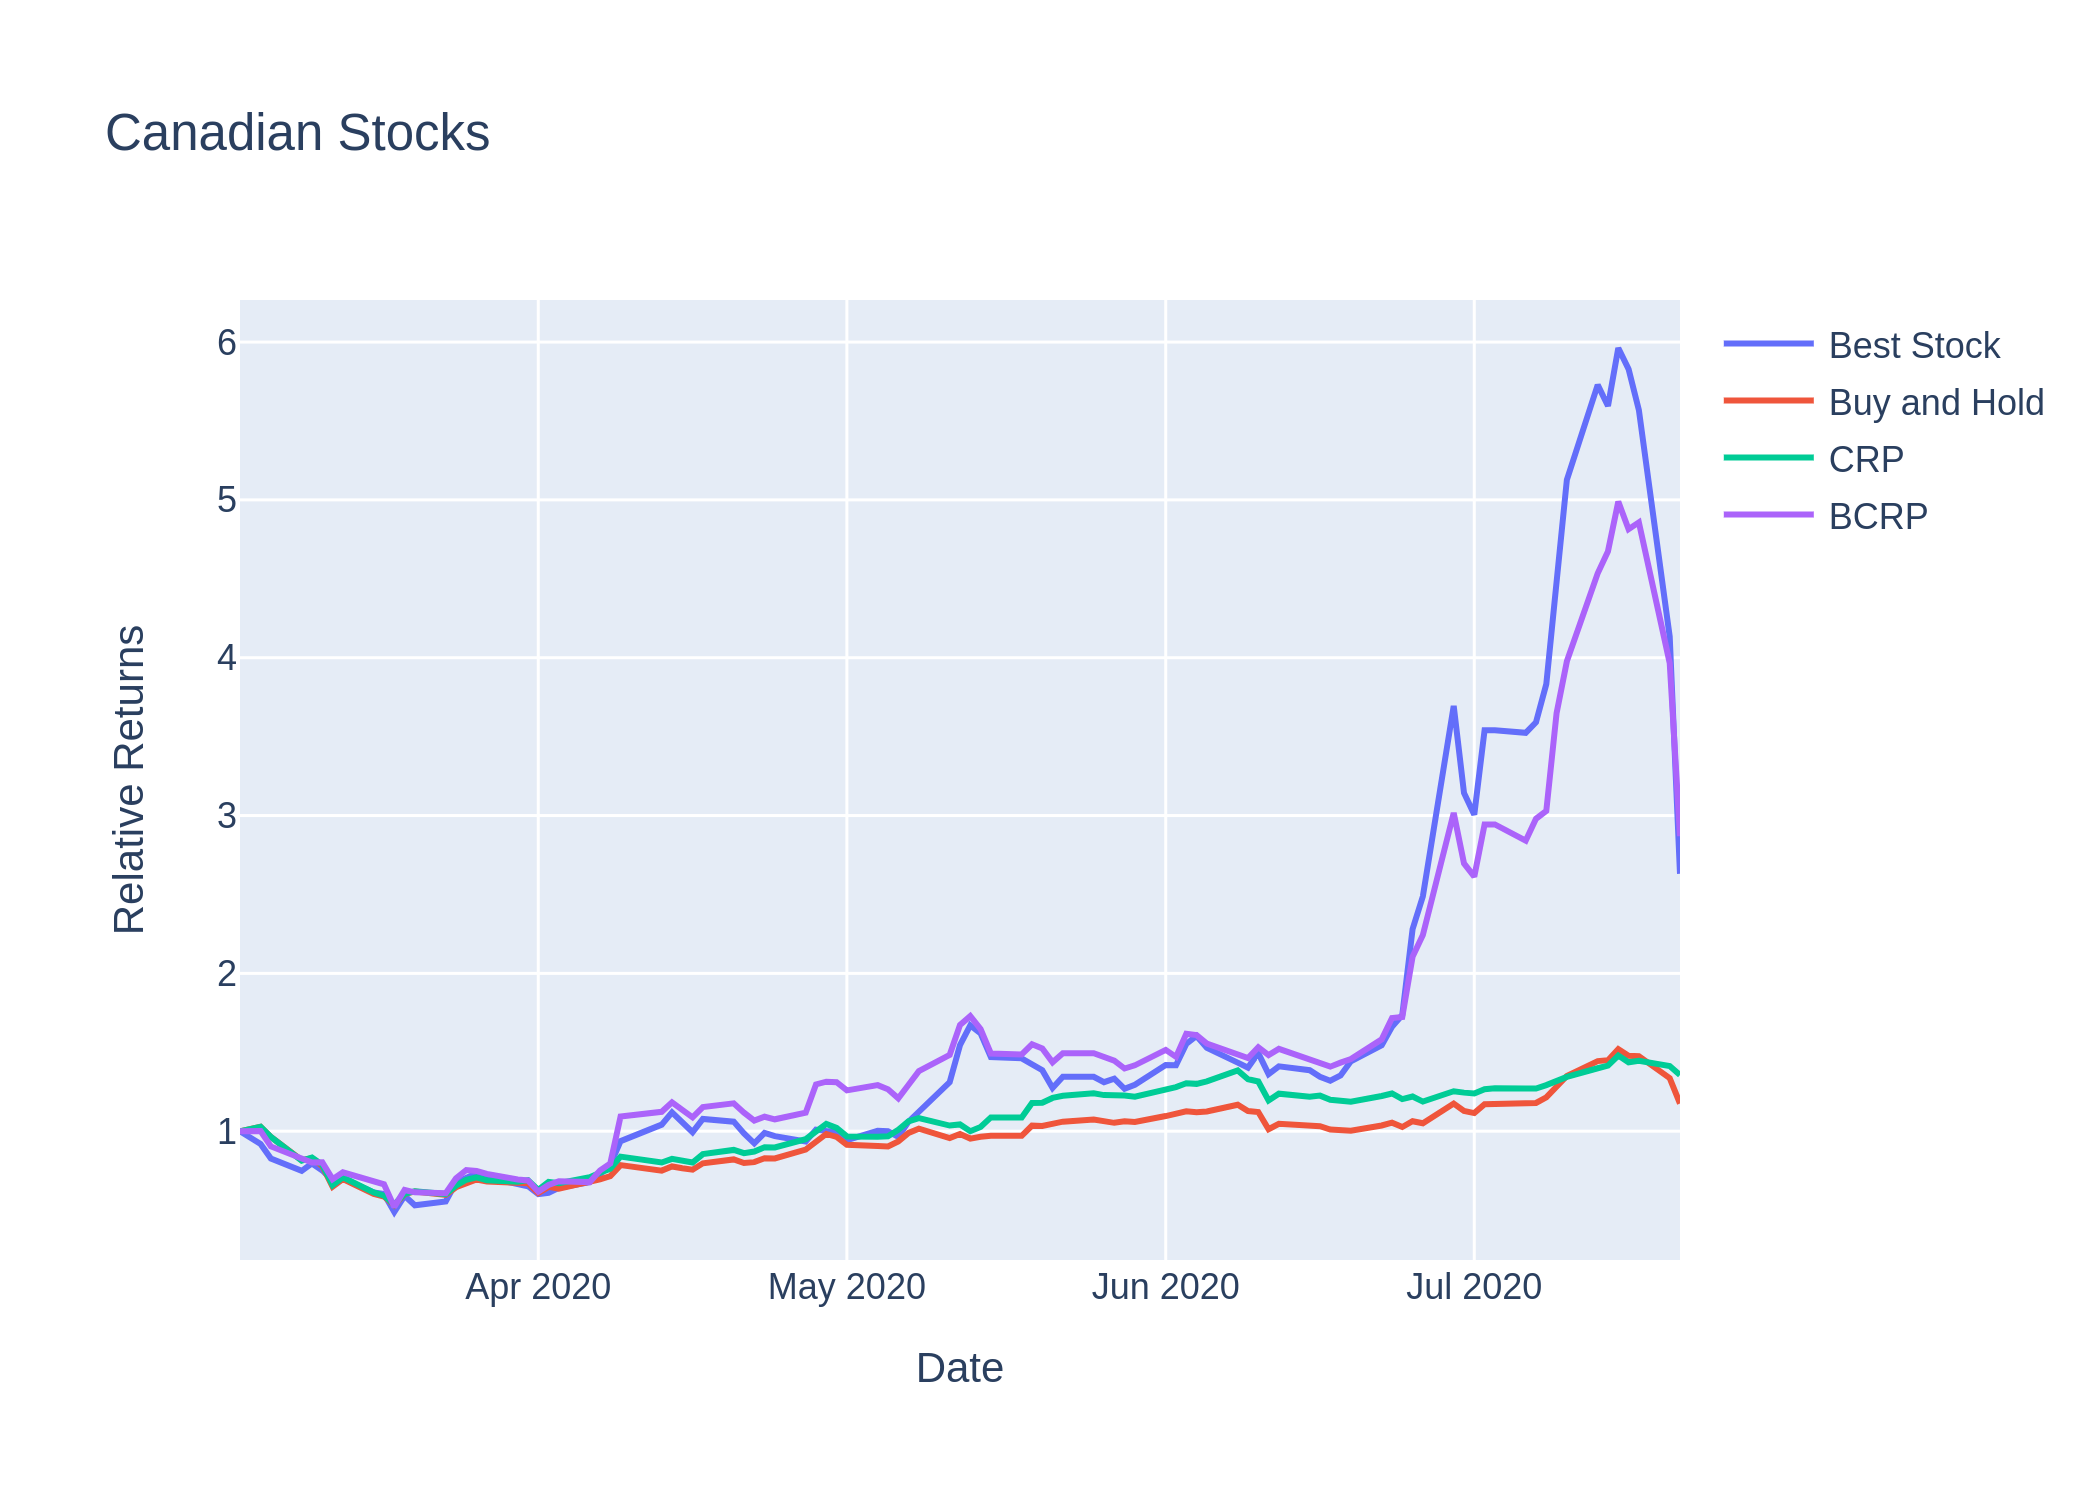 Canadian Stocks
6
5
4
3
2
1
Relative Returns
Apr 2020
May 2020
Jun 2020
Jul 2020
Date
Best Stock
Buy and Hold
CRP
BCRP